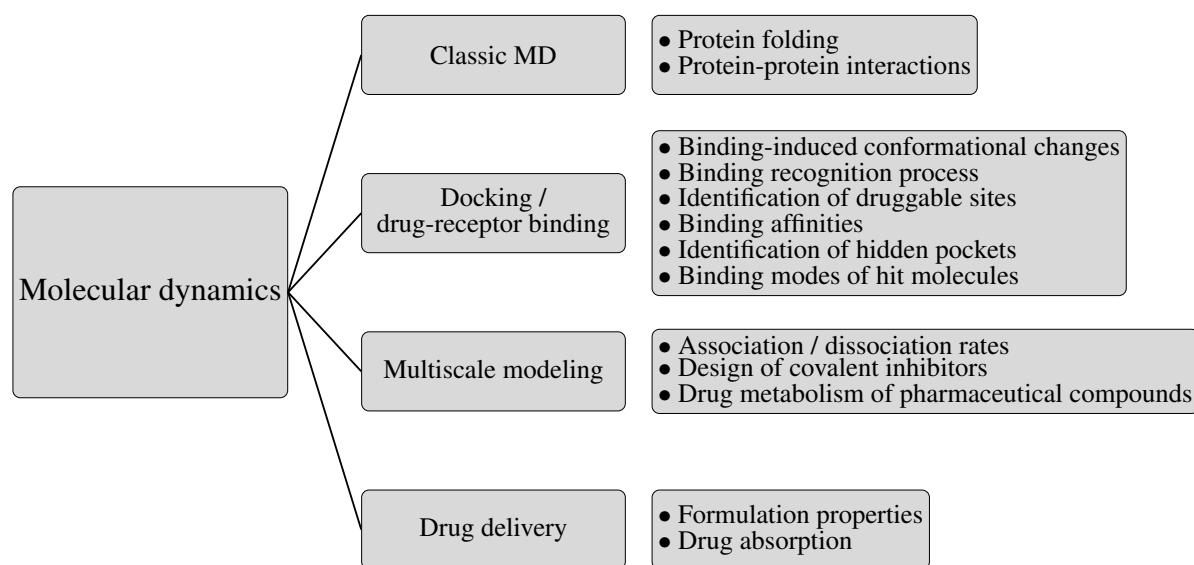 Molecular dynamics
Classic MD
● Protein folding
● Protein-protein interactions
Docking /
drug-receptor binding
● Binding-induced conformational changes
● Binding recognition process
● Identification of druggable sites
● Binding affinities
● Identification of hidden pockets
● Binding modes of hit molecules
Multiscale modeling
● Association / dissociation rates
● Design of covalent inhibitors
● Drug metabolism of pharmaceutical compounds
Drug delivery
● Formulation properties
● Drug absorption